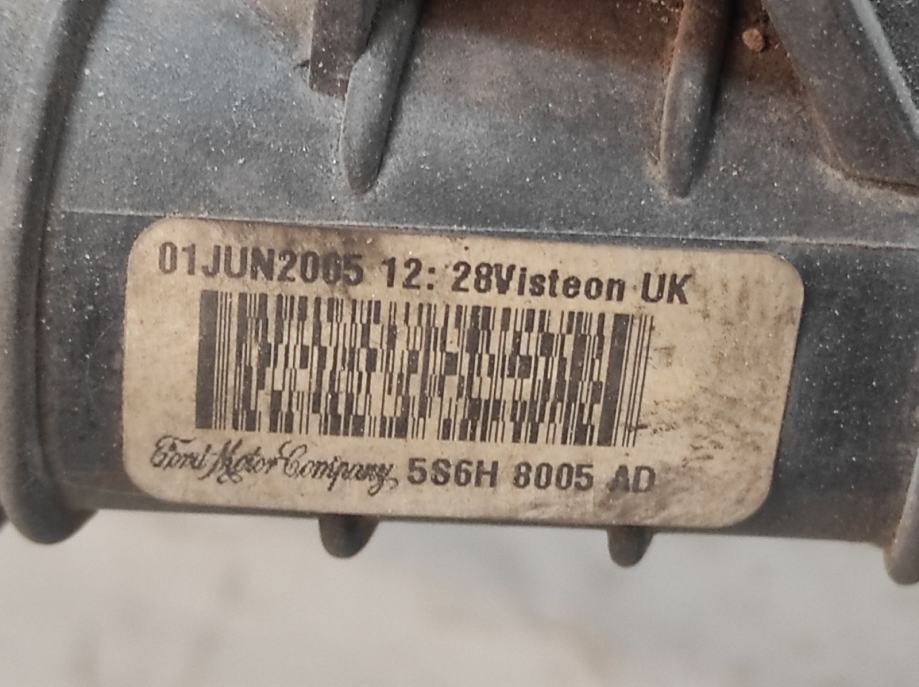 01JUN2005 12: 28Visteon UK
Ford Motor Company 5S6H 8005 AD